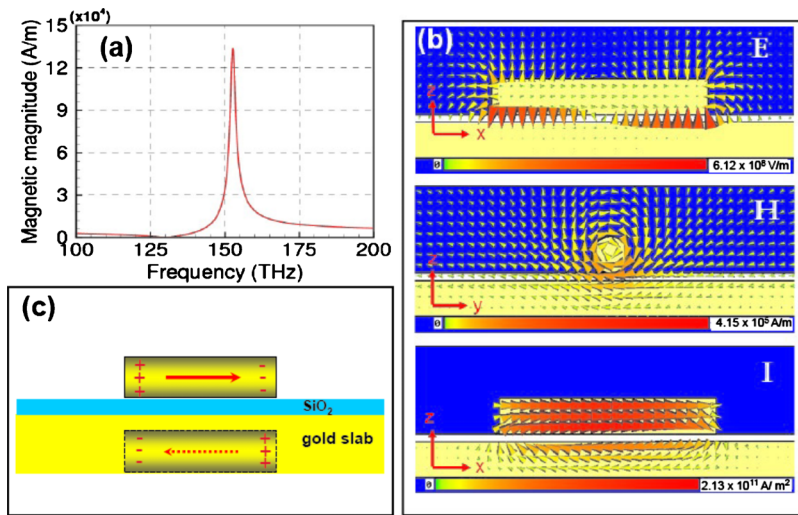 (x10⁴)
(a)
15
12
9
6
3
0
100 125 150 175 200
Magnetic magnitude (A/m)
Frequency (THz)
(b)
E
z
x
0 6.12 x 10⁸ V/m
H
z
y
0 4.15 x 10⁵ A/m
I
z
x
0 2.13 x 10¹¹ A/ m²
(c)
+ -
+ -
+ -
SiO₂
gold slab
- +
- +
- +